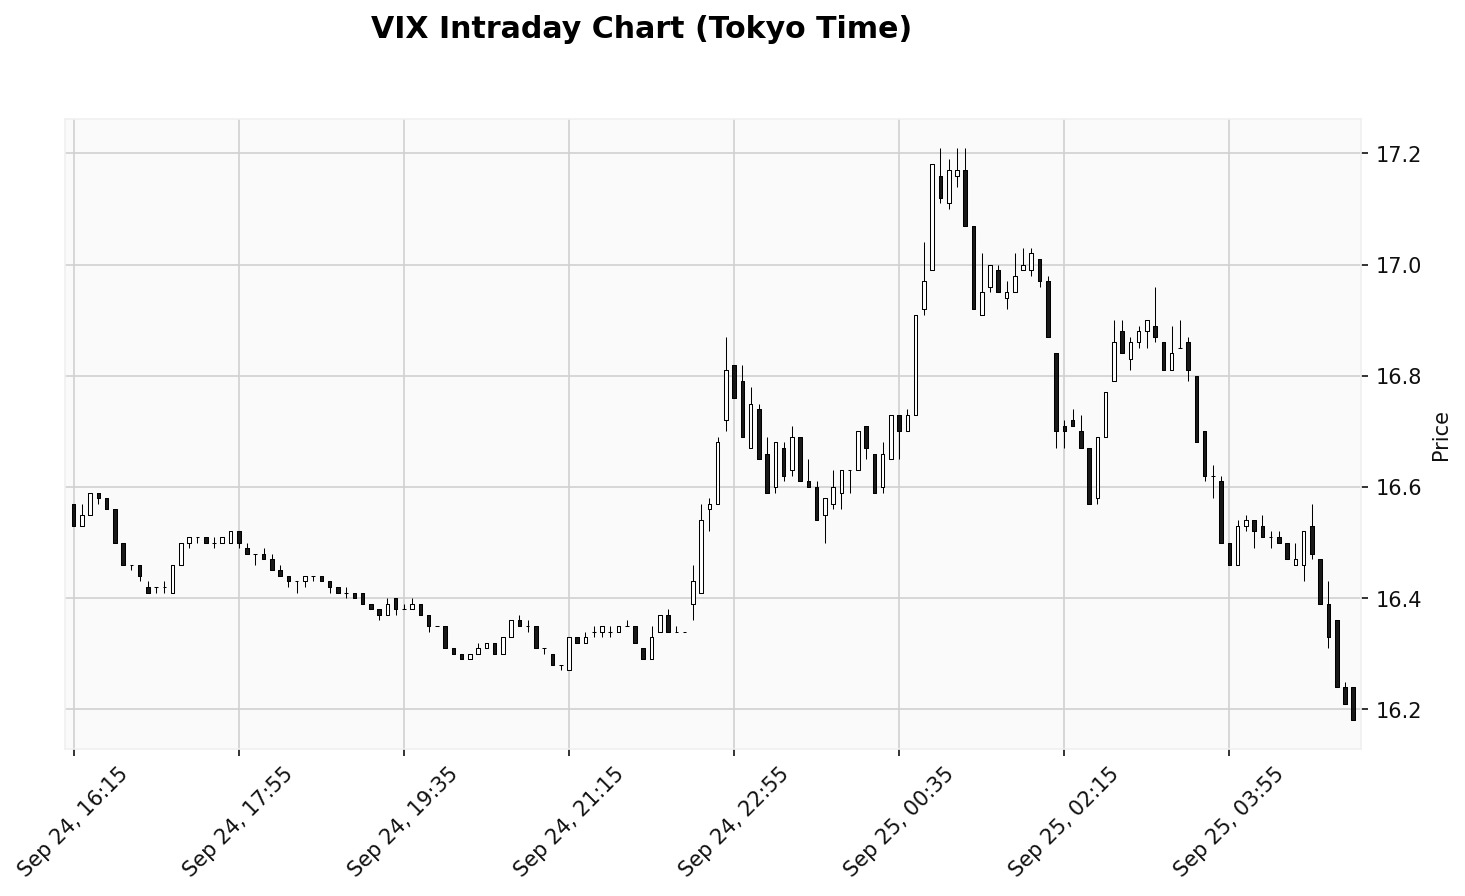 VIX Intraday Chart (Tokyo Time)
17.2
17.0
16.8
16.6
16.4
16.2
Price
Sep 24, 16:15
Sep 24, 17:55
Sep 24, 19:35
Sep 24, 21:15
Sep 24, 22:55
Sep 25, 00:35
Sep 25, 02:15
Sep 25, 03:55